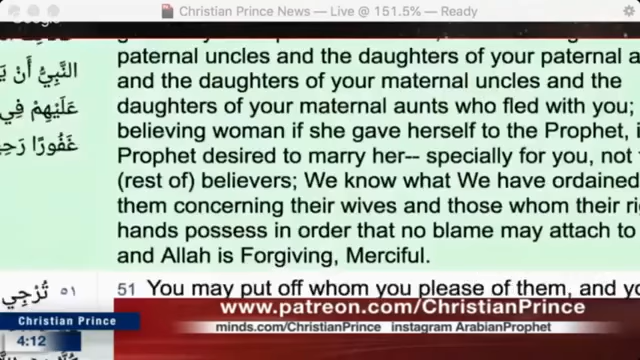 Christian Prince News — Live @ 151.5% — Ready
paternal uncles and the daughters of your paternal a
and the daughters of your maternal uncles and the
daughters of your maternal aunts who fled with you;
believing woman if she gave herself to the Prophet, i
Prophet desired to marry her-- specially for you, not
(rest of) believers; We know what We have ordained
them concerning their wives and those whom their ri
hands possess in order that no blame may attach to
and Allah is Forgiving, Merciful.
النَّبِيُّ أَنْ
عَلَيْهِمْ فِي
غَفُورًا
51 You may put off whom you please of them, and yo
٥١ تُرْجِي
www.patreon.com/ChristianPrince
minds.com/ChristianPrince instagram ArabianProphet
Christian Prince
4:12